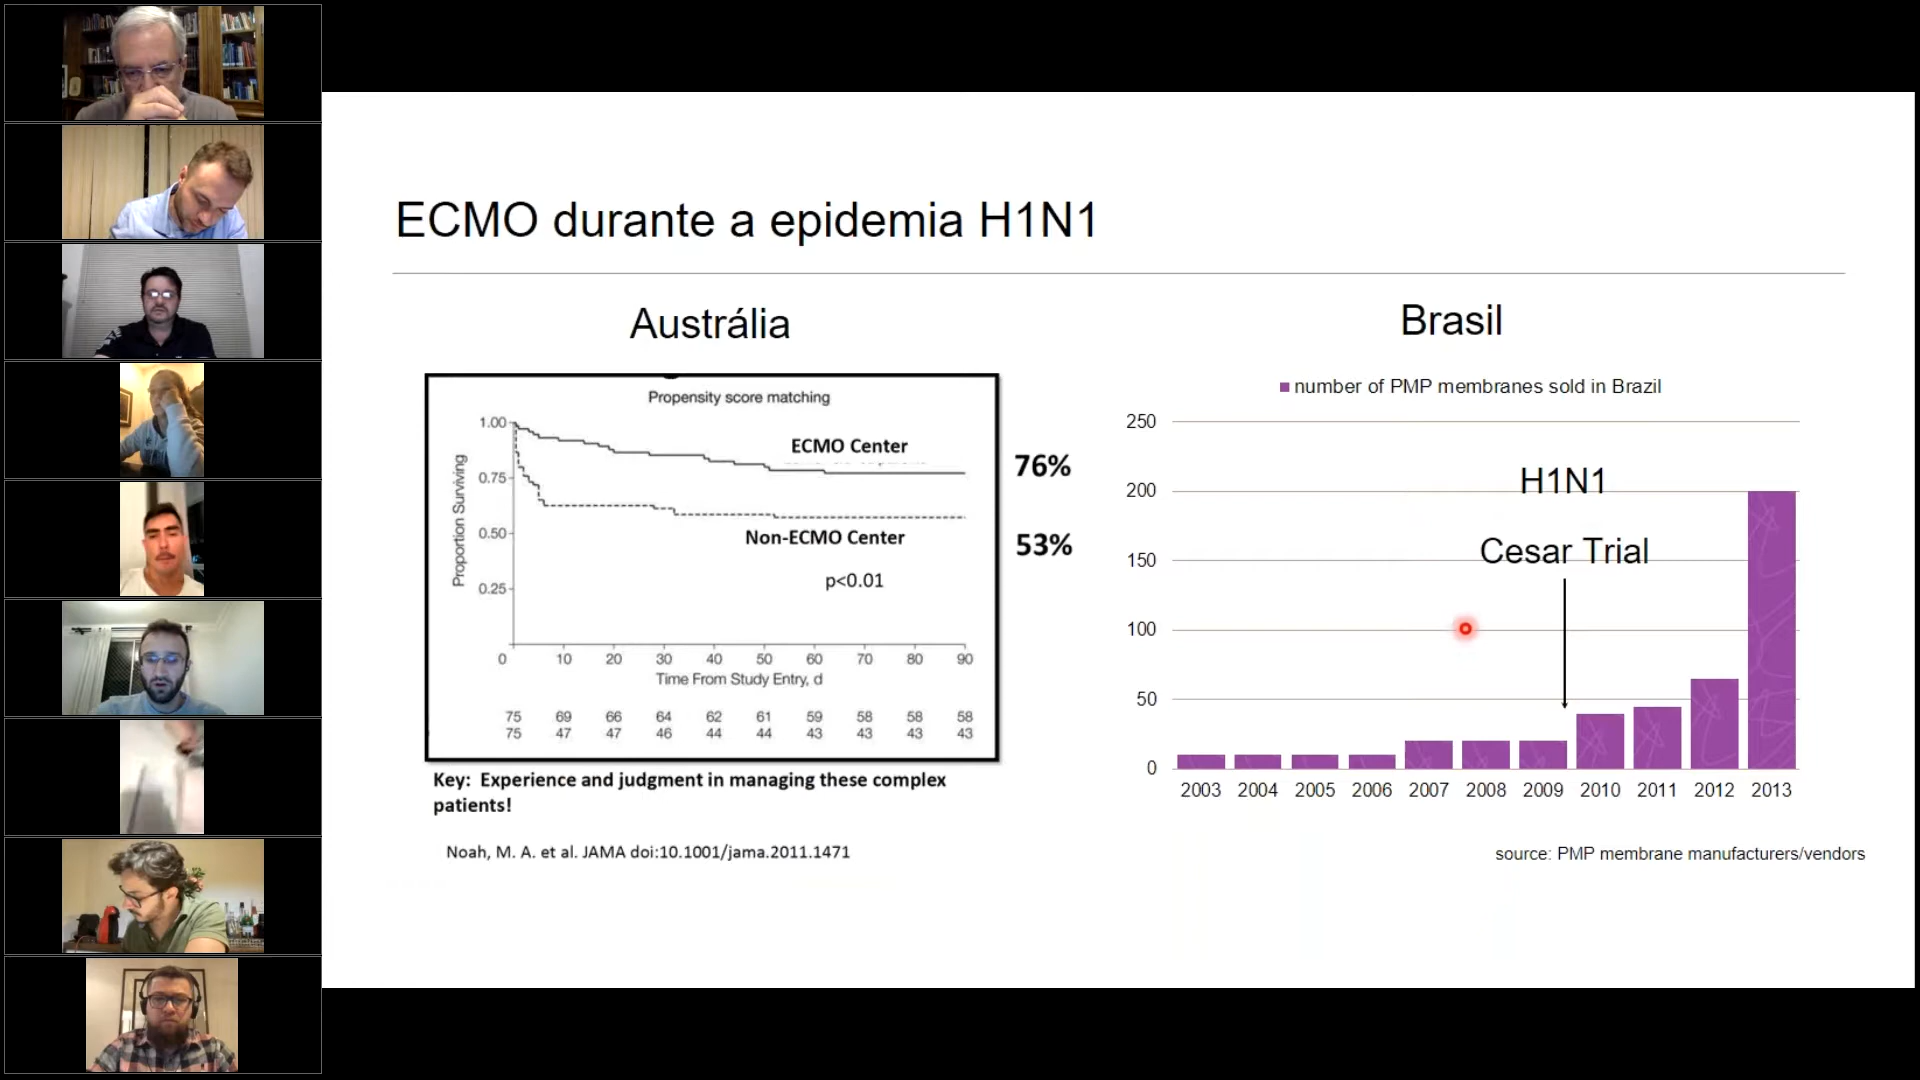 ECMO durante a epidemia H1N1
Austrália
Propensity score matching
1.00
0.75
0.50
0.25
Proportion Surviving
ECMO Center
Non-ECMO Center
p<0.01
0 10 20 30 40 50 60 70 80 90
Time From Study Entry, d
75 69 66 64 62 61 59 58 58 58
75 47 47 46 44 44 43 43 43 43
76%
53%
Key: Experience and judgment in managing these complex
patients!
Noah, M. A. et al. JAMA doi:10.1001/jama.2011.1471
Brasil
number of PMP membranes sold in Brazil
250
200
150
100
50
0
H1N1
Cesar Trial
2003 2004 2005 2006 2007 2008 2009 2010 2011 2012 2013
source: PMP membrane manufacturers/vendors